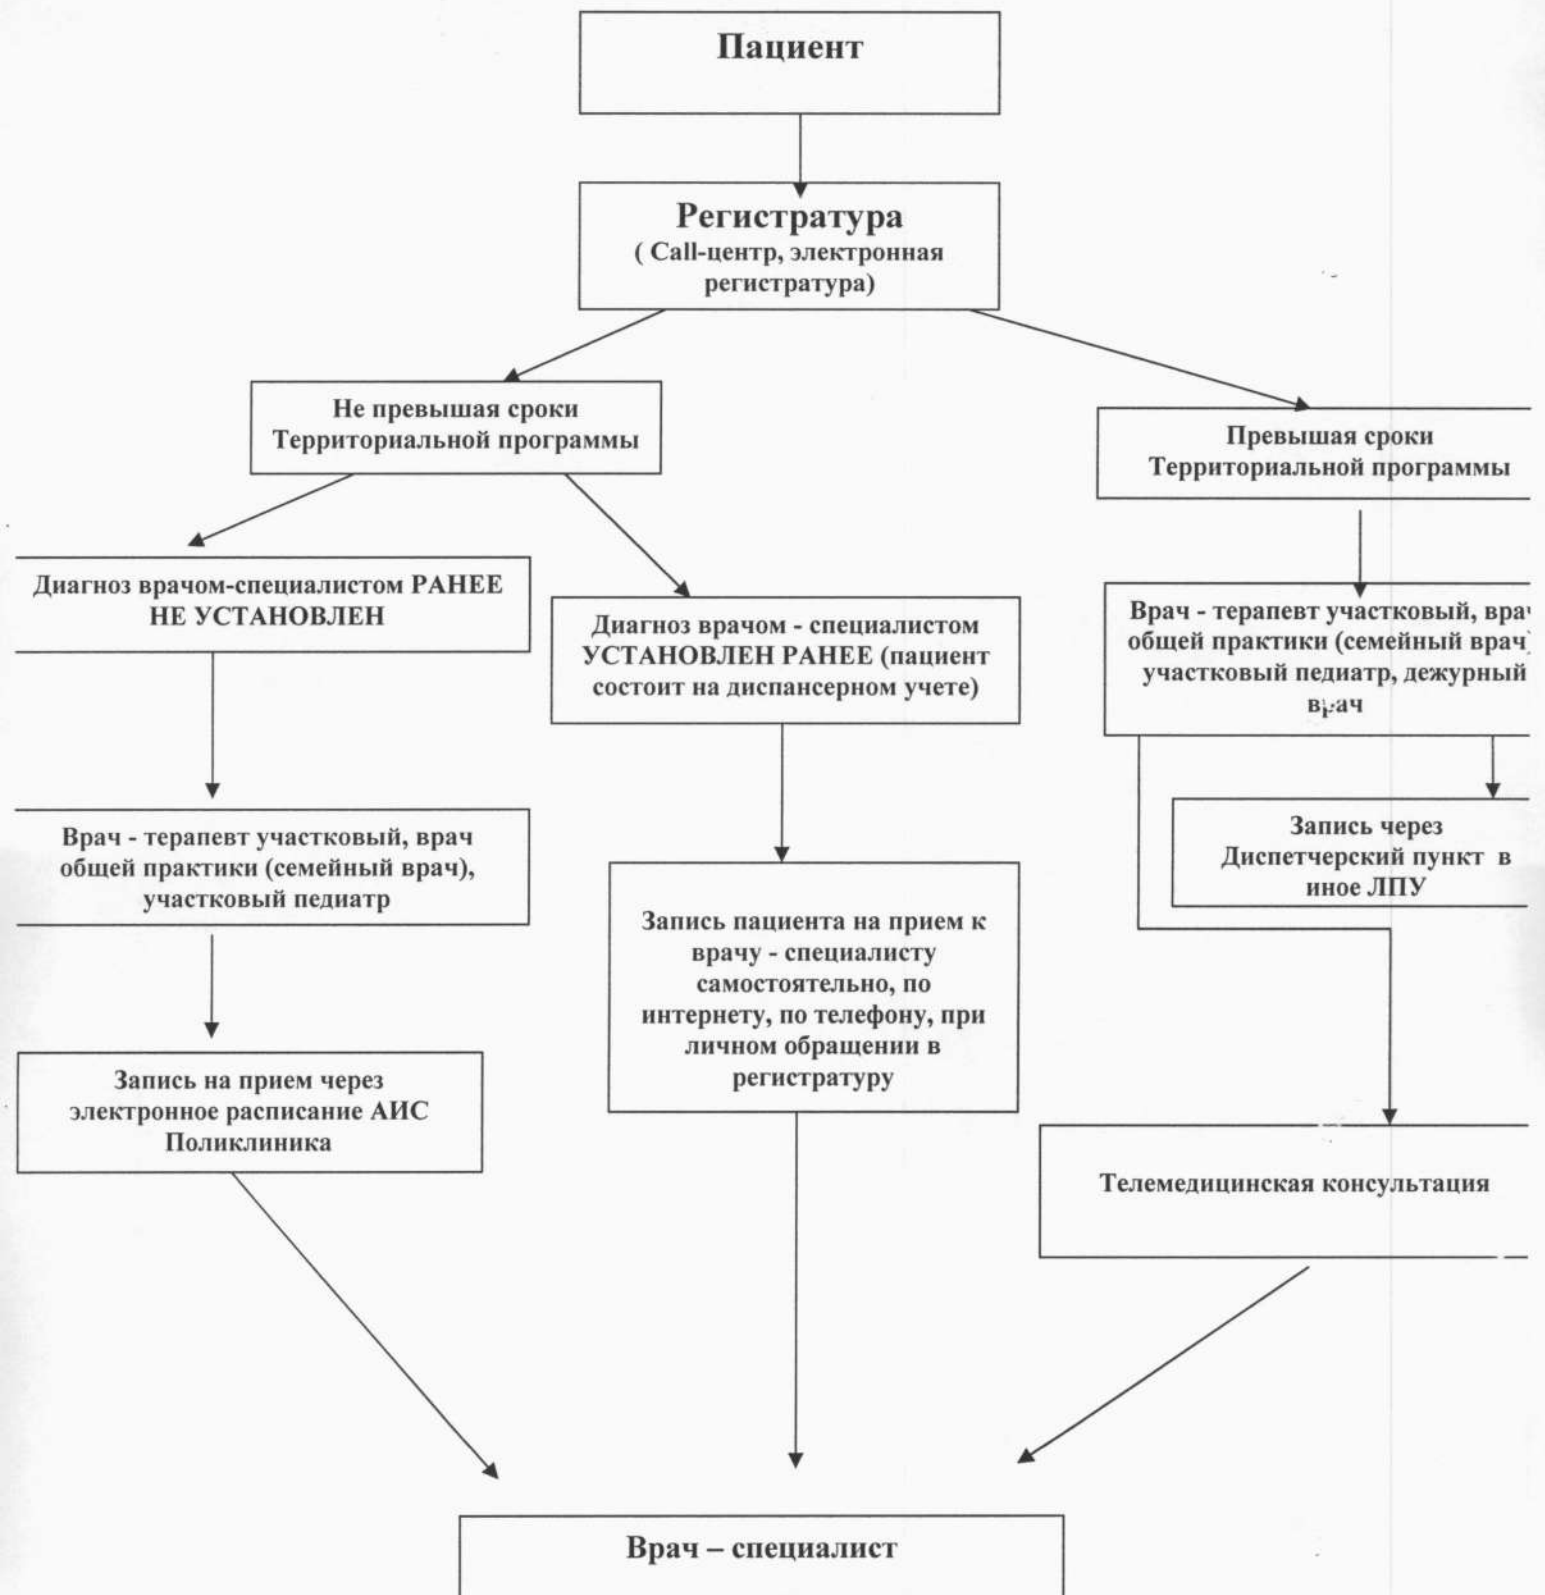 Пациент
Регистратура
( Call-центр, электронная
регистратура)
Не превышая сроки
Территориальной программы
Превышая сроки
Территориальной программы
Диагноз врачом-специалистом РАНЕЕ
НЕ УСТАНОВЛЕН
Диагноз врачом - специалистом
УСТАНОВЛЕН РАНЕЕ (пациент
состоит на диспансерном учете)
Врач - терапевт участковый, врач
общей практики (семейный врач)
участковый педиатр, дежурный
врач
Врач - терапевт участковый, врач
общей практики (семейный врач),
участковый педиатр
Запись через
Диспетчерский пункт в
иное ЛПУ
Запись пациента на прием к
врачу - специалисту
самостоятельно, по
интернету, по телефону, при
личном обращении в
регистратуру
Запись на прием через
электронное расписание АИС
Поликлиника
Телемедицинская консультация
Врач – специалист